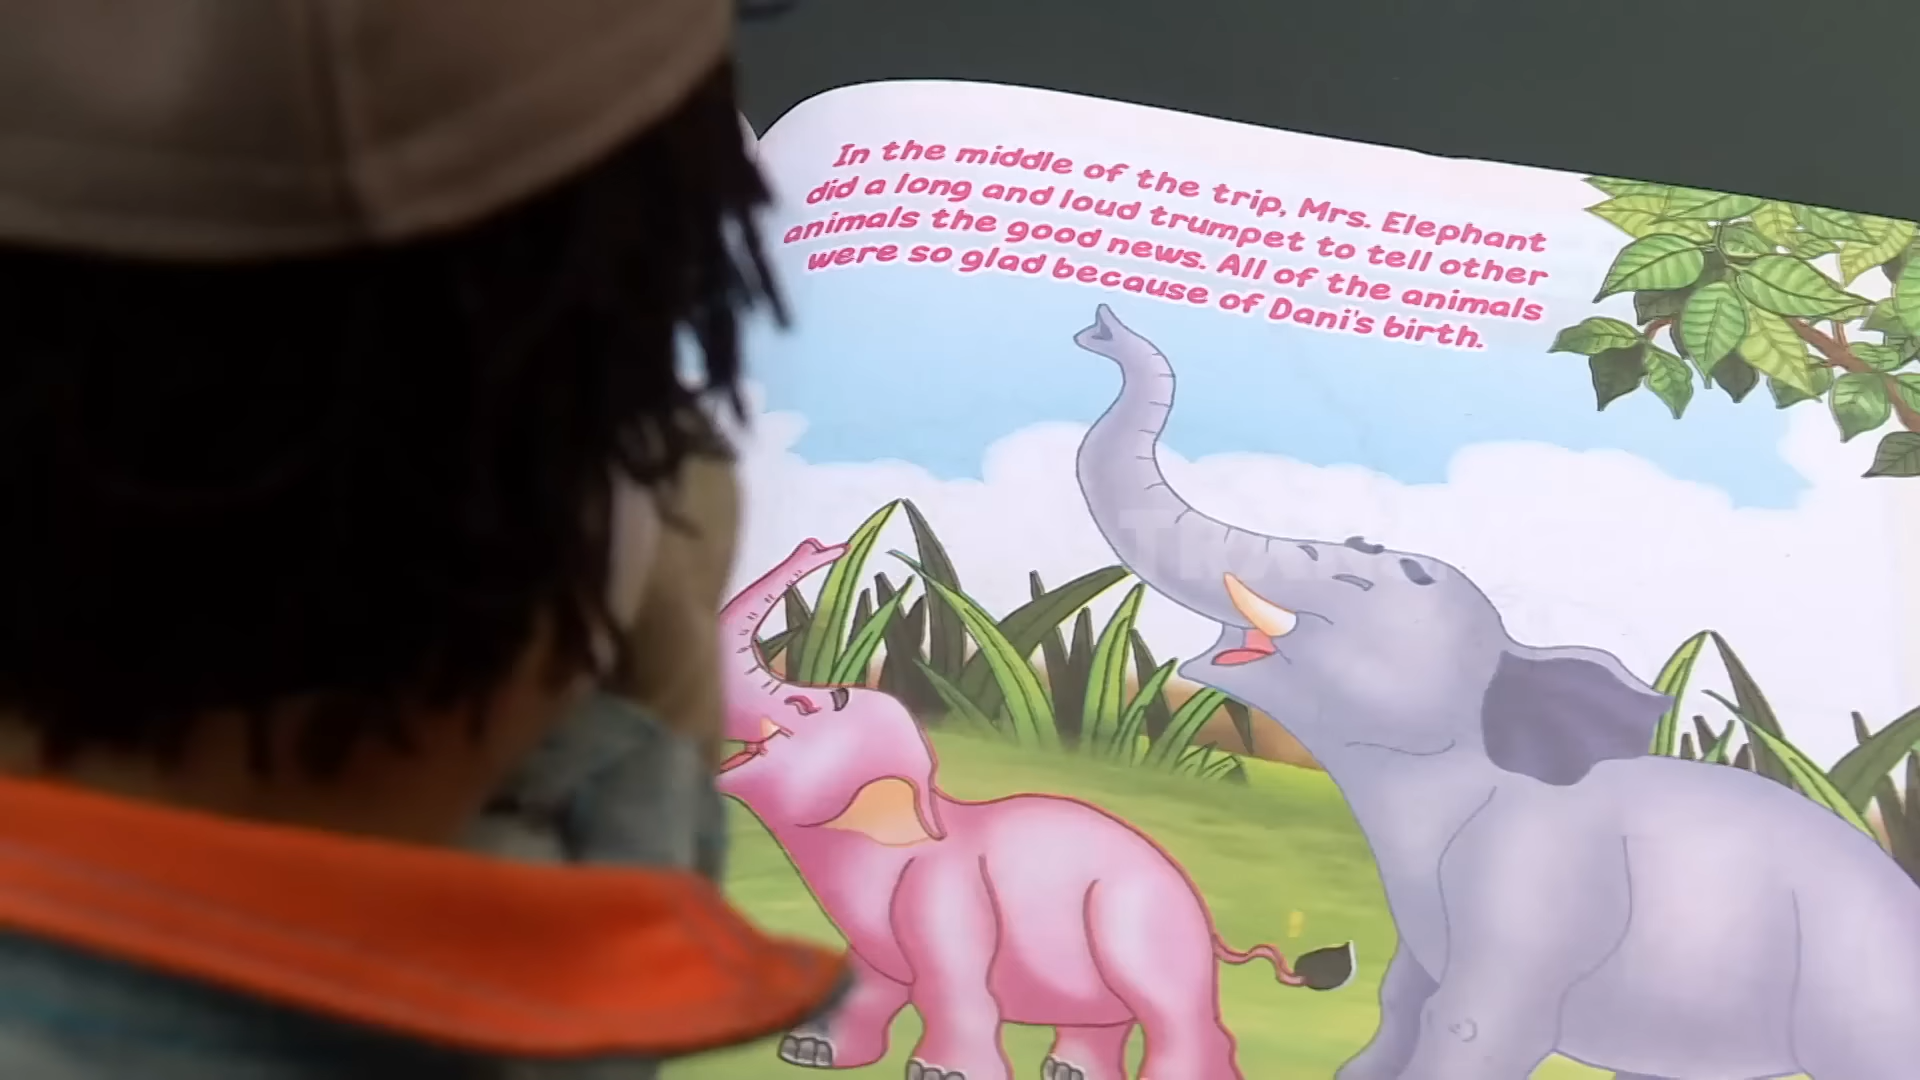 In the middle of the trip, Mrs. Elephant
did a long and loud trumpet to tell other
animals the good news. All of the animals
were so glad because of Dani's birth.